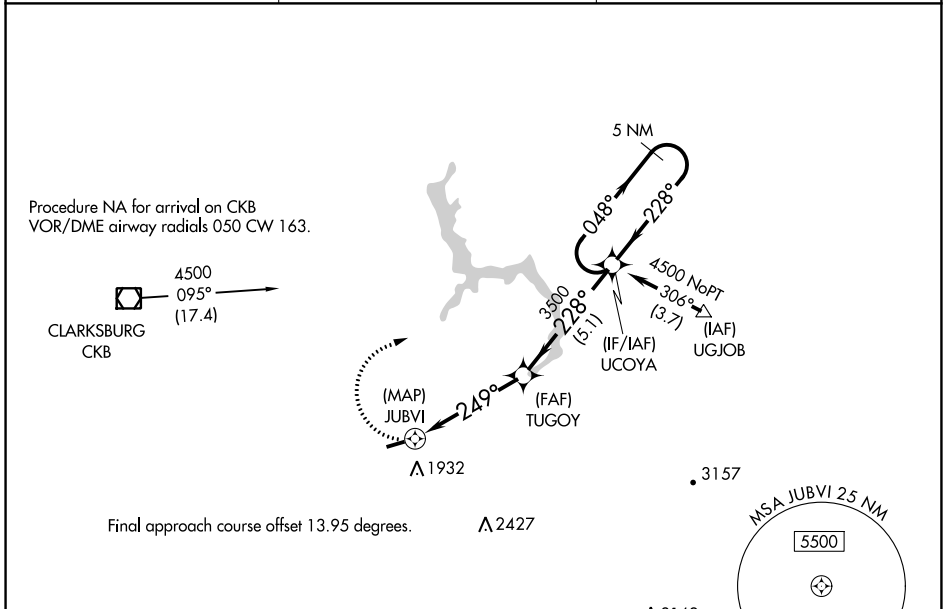 5 NM
Procedure NA for arrival on CKB
VOR/DME airway radials 050 CW 163.
048°
228°
4500
095°
(17.4)
CLARKSBURG
CKB
4500 NoPT
306°
(3.7)
(IAF)
UGJOB
3500
228°
(5.1)
(IF/IAF)
UCOYA
(MAP)
JUBVI
249°
(FAF)
TUGOY
1932
3157
Final approach course offset 13.95 degrees.
2427
MSA JUBVI 25 NM
5500